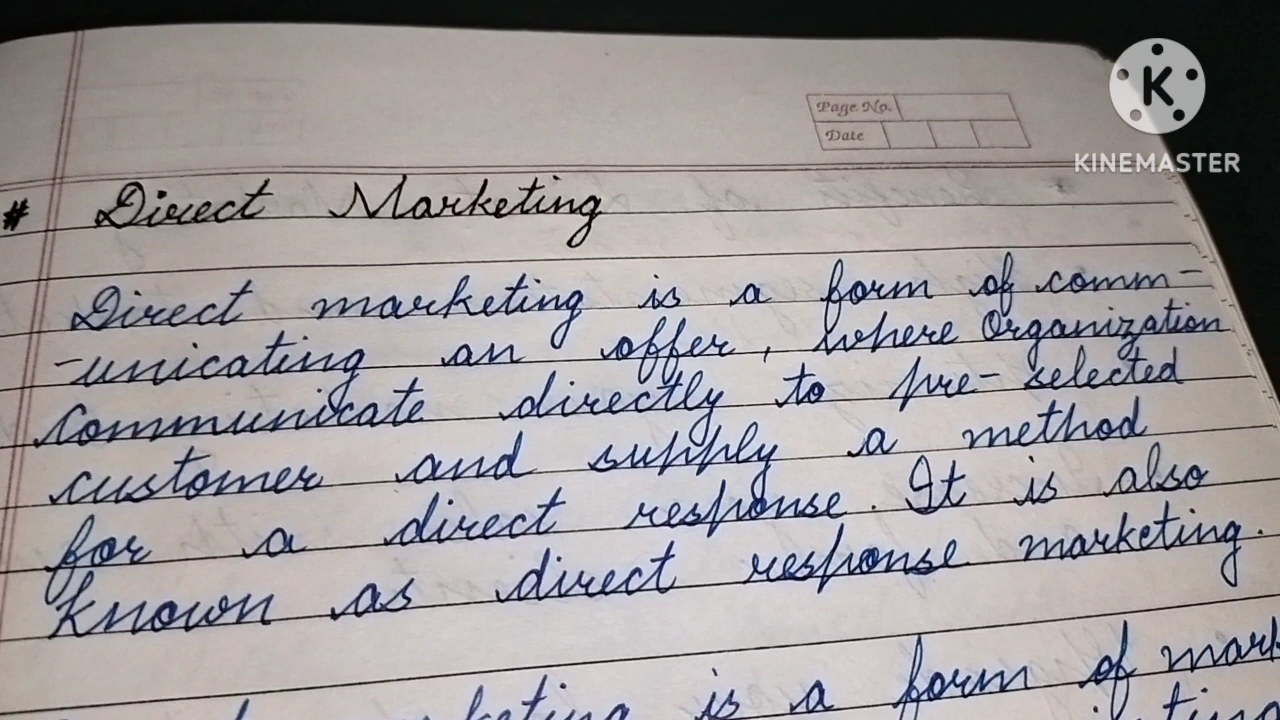 Page No.
Date
KINEMASTER
# Direct Marketing
Direct marketing is a form of comm-
-unicating an offer, where Organization
communicate directly to pre-selected
customer and supply a method
for a direct response. It is also
known as direct response marketing.
is a form of mark